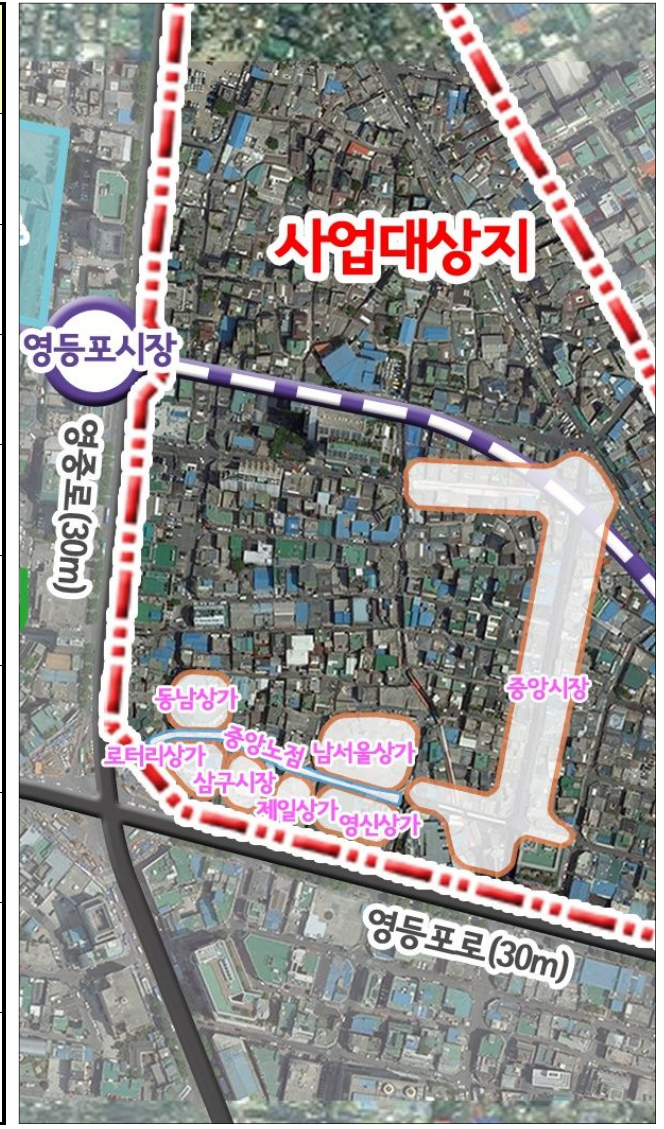 사업대상지
영등포시장
영중로(30m)
중앙시장
동남상가
중앙노점
남서울상가
로터리상가
삼구시장
제일상가
영신상가
영등포로(30m)